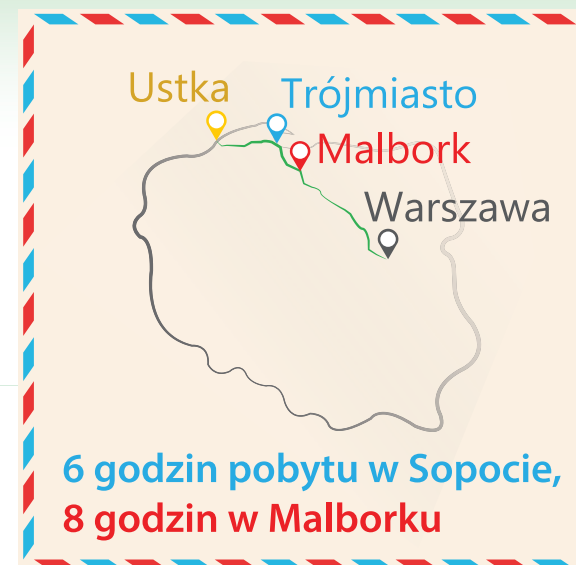 Ustka
Trójmiasto
Malbork
Warszawa
6 godzin pobytu w Sopocie,
8 godzin w Malborku